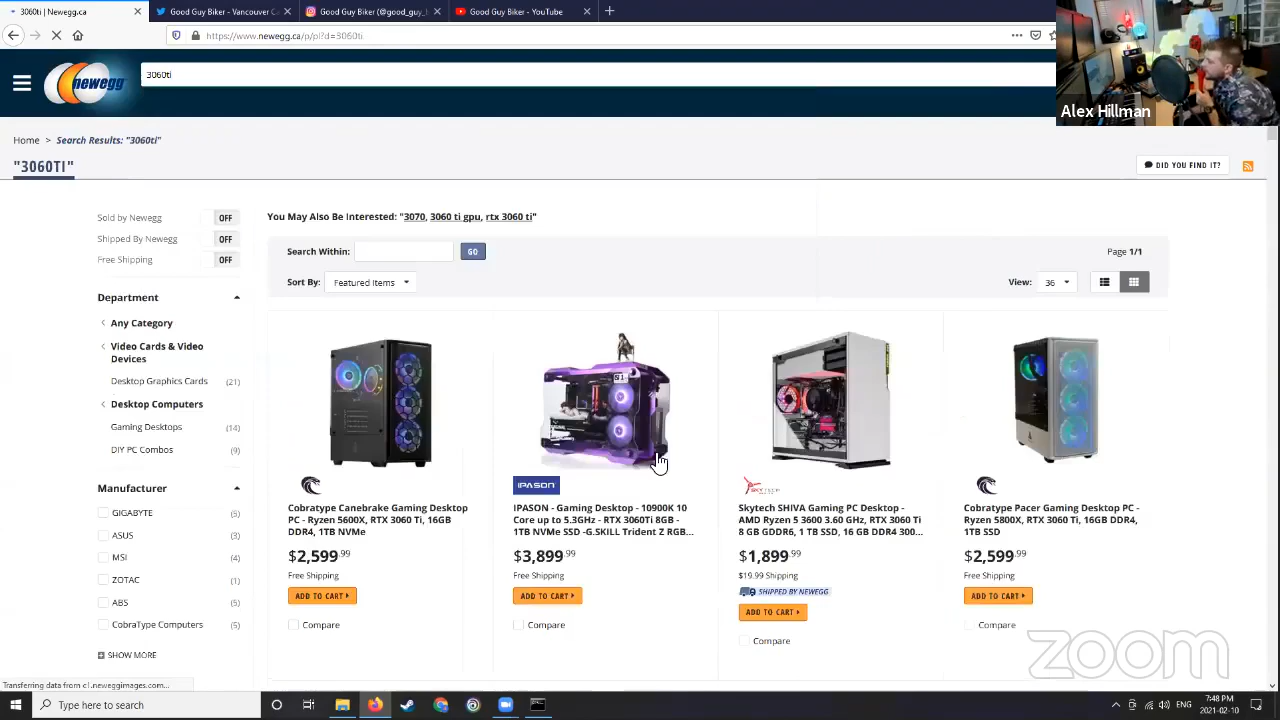 3060ti | Newegg.ca
Good Guy Biker - Vancouver C
Good Guy Biker (@good_guy_l
Good Guy Biker - YouTube
https://www.newegg.ca/p/pl?d=3060ti
newegg
3060ti
Alex Hillman
Home > Search Results: "3060ti"
"3060TI"
DID YOU FIND IT?
Sold by Newegg OFF
Shipped By Newegg OFF
Free Shipping OFF
Department
Any Category
Video Cards & Video
Devices
Desktop Graphics Cards (21)
Desktop Computers
Gaming Desktops (14)
DIY PC Combos (9)
Manufacturer
GIGABYTE (5)
ASUS (3)
MSI (4)
ZOTAC (1)
ABS (5)
CobraType Computers (5)
SHOW MORE
You May Also Be Interested: "3070, 3060 ti gpu, rtx 3060 ti"
Search Within: GO
Page 1/1
Sort By: Featured Items
View: 36
Cobratype Canebrake Gaming Desktop
PC - Ryzen 5600X, RTX 3060 Ti, 16GB
DDR4, 1TB NVMe
$2,599.99
Free Shipping
ADD TO CART
Compare
IPASON
IPASON - Gaming Desktop - 10900K 10
Core up to 5.3GHz - RTX 3060Ti 8GB -
1TB NVMe SSD -G.SKILL Trident Z RGB...
$3,899.99
Free Shipping
ADD TO CART
Compare
SKYTECH
Skytech SHIVA Gaming PC Desktop -
AMD Ryzen 5 3600 3.60 GHz, RTX 3060 Ti
8 GB GDDR6, 1 TB SSD, 16 GB DDR4 300...
$1,899.99
$19.99 Shipping
SHIPPED BY NEWEGG
ADD TO CART
Compare
Cobratype Pacer Gaming Desktop PC -
Ryzen 5800X, RTX 3060 Ti, 16GB DDR4,
1TB SSD
$2,599.99
Free Shipping
ADD TO CART
Compare
zoom
Transferring data from c1.neweggimages.com...
Type here to search
ENG
7:48 PM
2021-02-10